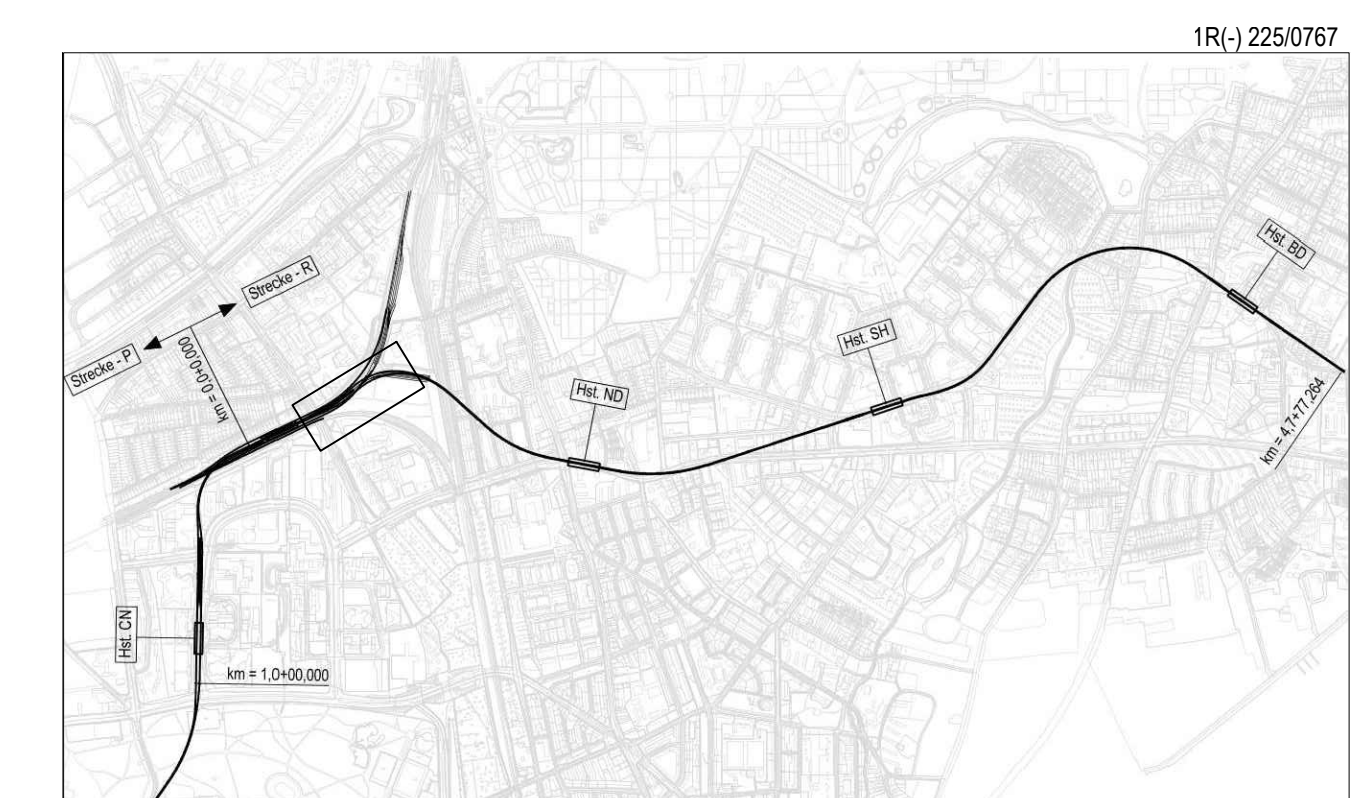 1R(-) 225/0767
Hst. BD
Strecke - R
Strecke - P
km = 0,0+0,000
Hst. SH
Hst. ND
km = 4,7+77,264
Hst. CN
km = 1,0+00,000